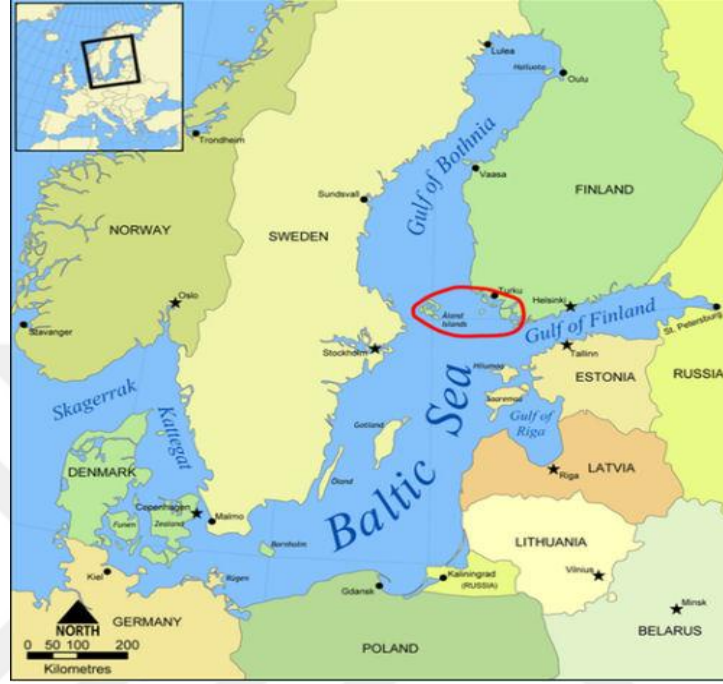 Lulea
Hailuoto
Oulu
Trondheim
Gulf of Bothnia
Vaasa
FINLAND
Sundsvall
NORWAY
SWEDEN
Turku
Oslo
Helsinki
Åland
Islands
Gulf of Finland
St. Petersburg
Stavanger
Stockholm
Tallinn
Hiiumaa
ESTONIA
RUSSIA
Saaremaa
Skagerrak
Kattegat
Baltic Sea
Gulf of
Riga
Gotland
DENMARK
Öland
Riga
LATVIA
Copenhagen
Malmo
Funen
Zealand
Bornholm
LITHUANIA
Kiel
Rügen
Gdansk
Kaliningrad
(RUSSIA)
Vilnius
Minsk
NORTH
GERMANY
BELARUS
0 50 100 200
POLAND
Kilometres